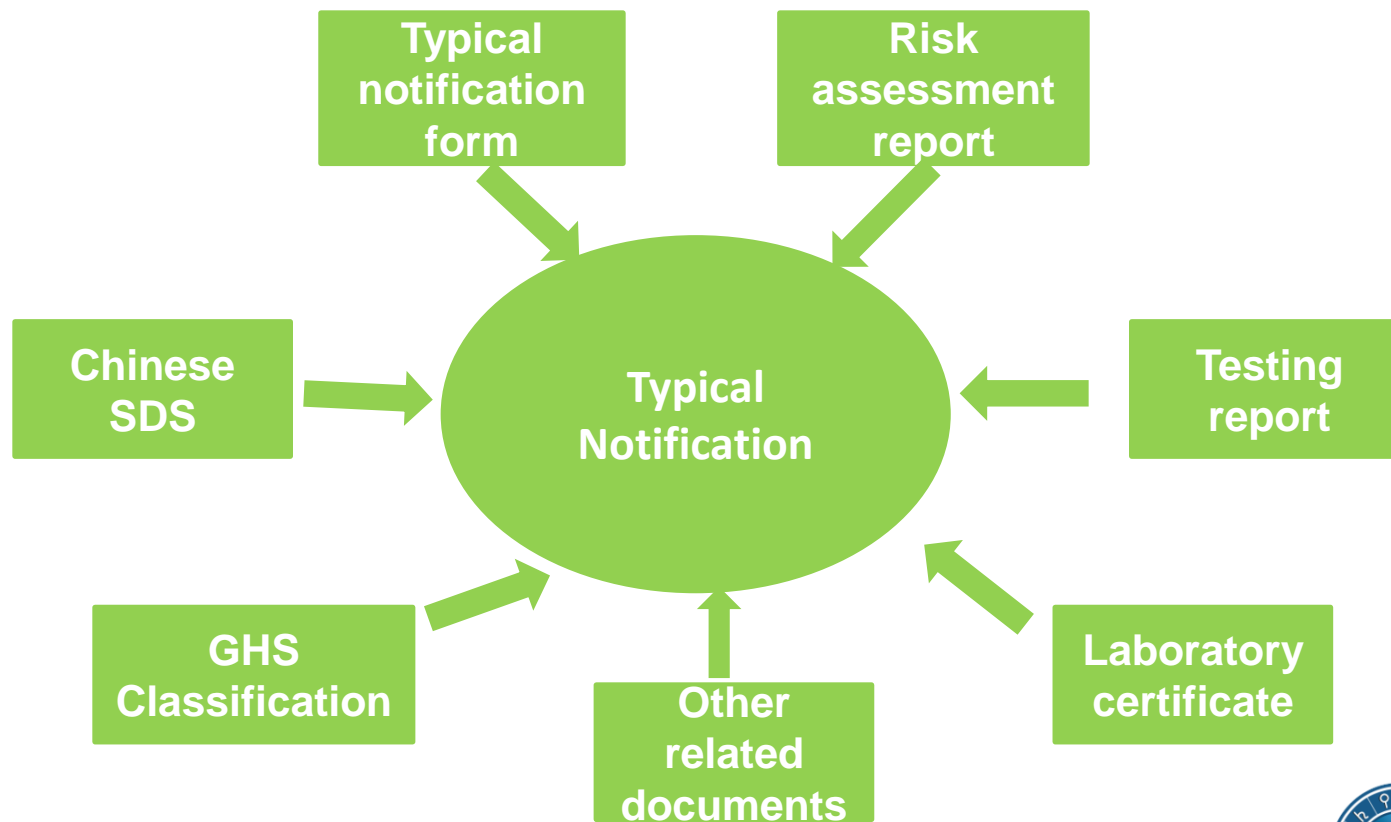 Typical
notification
form
Risk
assessment
report
Chinese
SDS
Typical
Notification
Testing
report
GHS
Classification
Other
related
documents
Laboratory
certificate